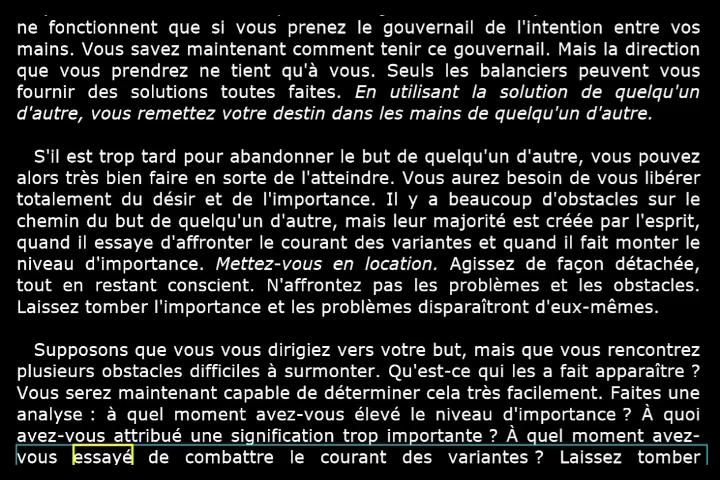 ne fonctionnent que si vous prenez le gouvernail de l'intention entre vos
mains. Vous savez maintenant comment tenir ce gouvernail. Mais la direction
que vous prendrez ne tient qu'à vous. Seuls les balanciers peuvent vous
fournir des solutions toutes faites. En utilisant la solution de quelqu'un
d'autre, vous remettez votre destin dans les mains de quelqu'un d'autre.
S'il est trop tard pour abandonner le but de quelqu'un d'autre, vous pouvez
alors très bien faire en sorte de l'atteindre. Vous aurez besoin de vous libérer
totalement du désir et de l'importance. Il y a beaucoup d'obstacles sur le
chemin du but de quelqu'un d'autre, mais leur majorité est créée par l'esprit,
quand il essaye d'affronter le courant des variantes et quand il fait monter le
niveau d'importance. Mettez-vous en location. Agissez de façon détachée,
tout en restant conscient. N'affrontez pas les problèmes et les obstacles.
Laissez tomber l'importance et les problèmes disparaîtront d'eux-mêmes.
Supposons que vous vous dirigiez vers votre but, mais que vous rencontrez
plusieurs obstacles difficiles à surmonter. Qu'est-ce qui les a fait apparaître ?
Vous serez maintenant capable de déterminer cela très facilement. Faites une
analyse : à quel moment avez-vous élevé le niveau d'importance ? À quoi
avez-vous attribué une signification trop importante ? À quel moment avez-
vous essayé de combattre le courant des variantes ? Laissez tomber